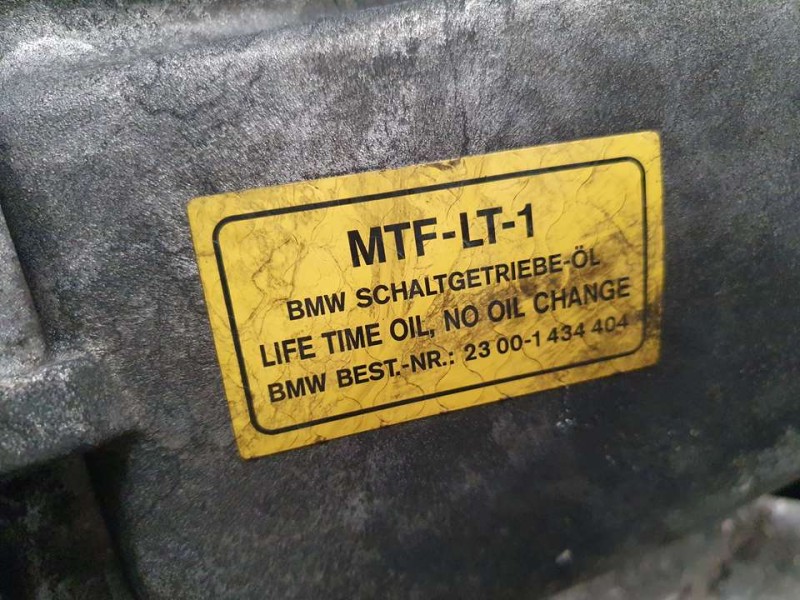 MTF-LT-1
BMW SCHALTGETRIEBE-ÖL
LIFE TIME OIL, NO OIL CHANGE
BMW BEST.-NR.: 23 00-1 434 404